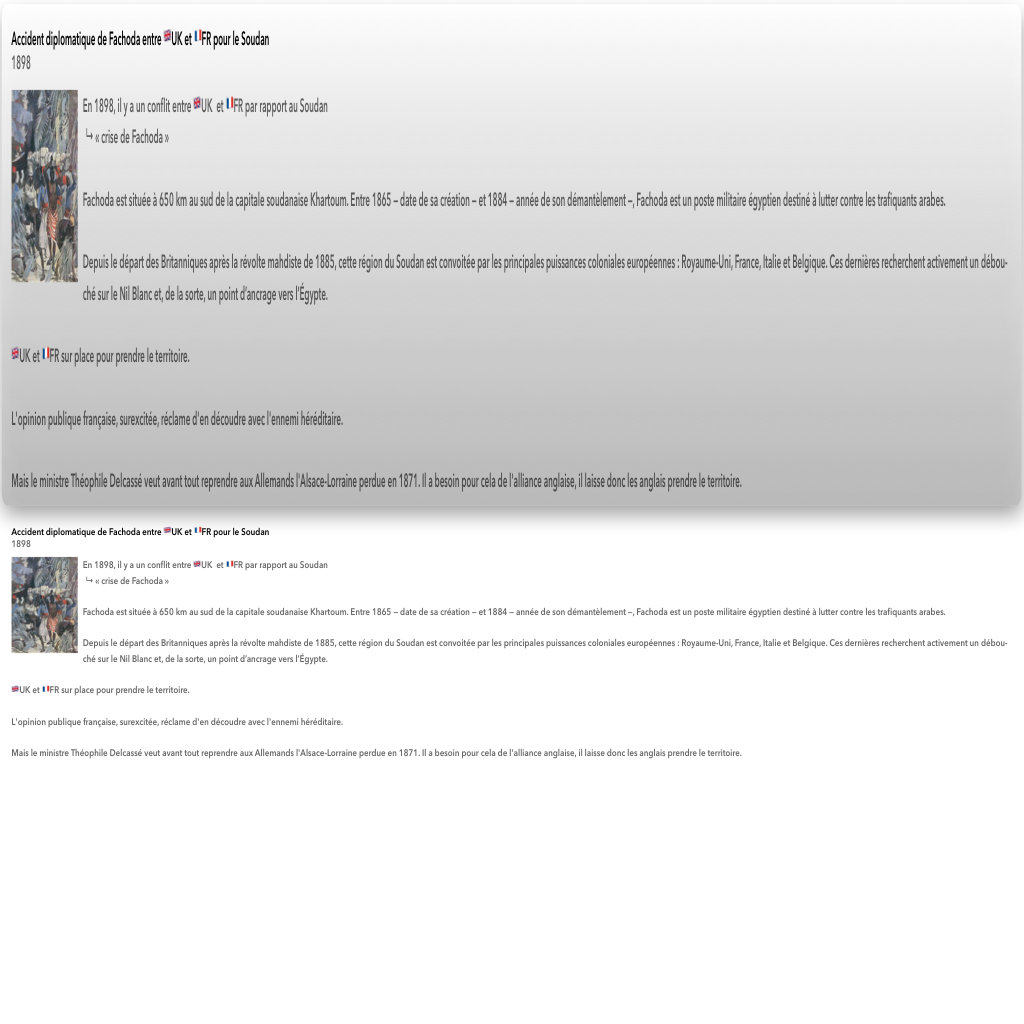 Accident diplomatique de Fachoda entre 🇬🇧UK et 🇫🇷FR pour le Soudan
1898
En 1898, il y a un conflit entre 🇬🇧UK et 🇫🇷FR par rapport au Soudan
↪ « crise de Fachoda »
Fachoda est située à 650 km au sud de la capitale soudanaise Khartoum. Entre 1865 – date de sa création – et 1884 – année de son démantèlement –, Fachoda est un poste militaire égyptien destiné à lutter contre les trafiquants arabes.
Depuis le départ des Britanniques après la révolte mahdiste de 1885, cette région du Soudan est convoitée par les principales puissances coloniales européennes : Royaume-Uni, France, Italie et Belgique. Ces dernières recherchent activement un débou-
ché sur le Nil Blanc et, de la sorte, un point d’ancrage vers l’Égypte.
🇬🇧UK et 🇫🇷FR sur place pour prendre le territoire.
L'opinion publique française, surexcitée, réclame d'en découdre avec l'ennemi héréditaire.
Mais le ministre Théophile Delcassé veut avant tout reprendre aux Allemands l'Alsace-Lorraine perdue en 1871. Il a besoin pour cela de l'alliance anglaise, il laisse donc les anglais prendre le territoire.
Accident diplomatique de Fachoda entre 🇬🇧UK et 🇫🇷FR pour le Soudan
1898
En 1898, il y a un conflit entre 🇬🇧UK et 🇫🇷FR par rapport au Soudan
↪ « crise de Fachoda »
Fachoda est située à 650 km au sud de la capitale soudanaise Khartoum. Entre 1865 – date de sa création – et 1884 – année de son démantèlement –, Fachoda est un poste militaire égyptien destiné à lutter contre les trafiquants arabes.
Depuis le départ des Britanniques après la révolte mahdiste de 1885, cette région du Soudan est convoitée par les principales puissances coloniales européennes : Royaume-Uni, France, Italie et Belgique. Ces dernières recherchent activement un débou-
ché sur le Nil Blanc et, de la sorte, un point d’ancrage vers l’Égypte.
🇬🇧UK et 🇫🇷FR sur place pour prendre le territoire.
L'opinion publique française, surexcitée, réclame d'en découdre avec l'ennemi héréditaire.
Mais le ministre Théophile Delcassé veut avant tout reprendre aux Allemands l'Alsace-Lorraine perdue en 1871. Il a besoin pour cela de l'alliance anglaise, il laisse donc les anglais prendre le territoire.